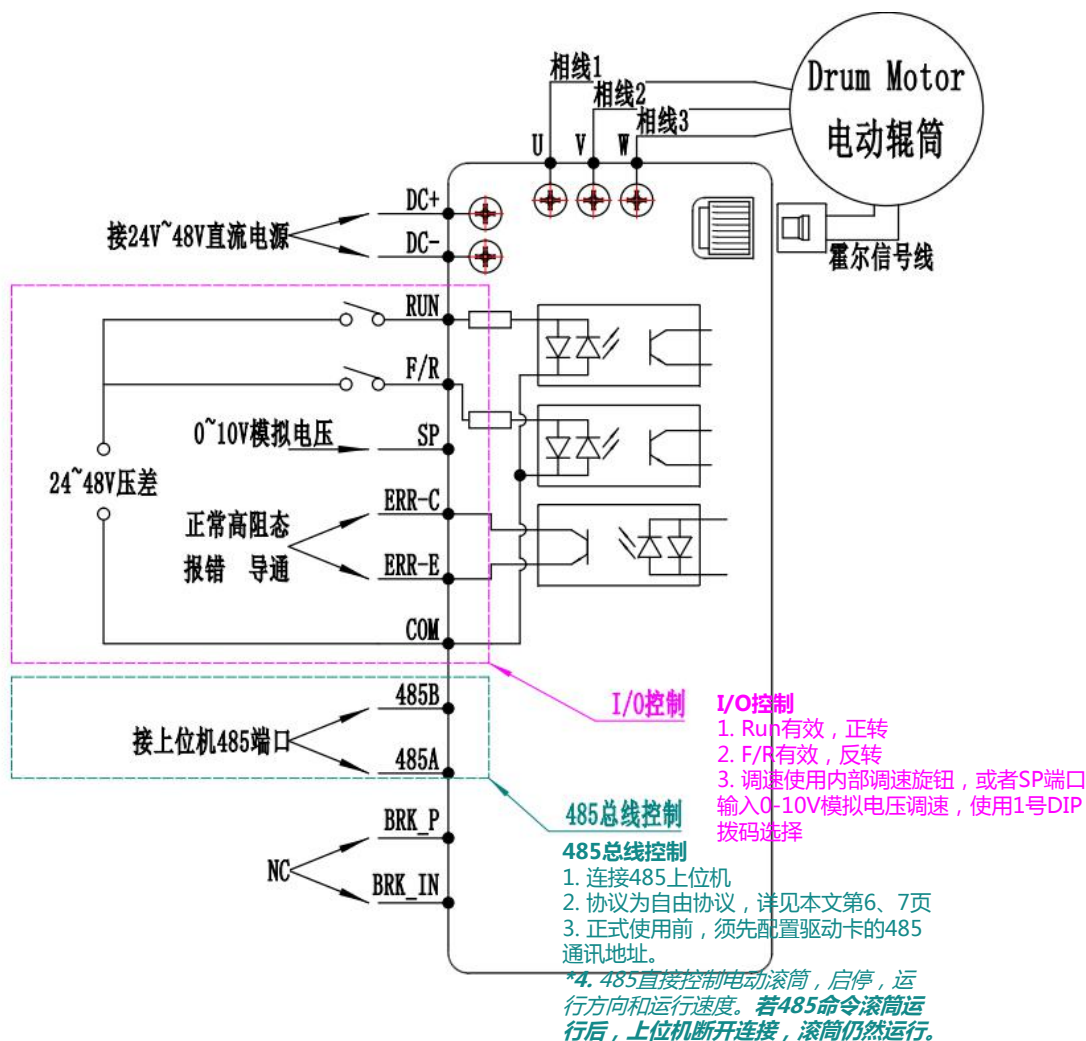 相线1
相线2
相线3
Drum Motor
电动辊筒
U
V
W
DC+
接24V~48V直流电源
DC-
霍尔信号线
RUN
F/R
0~10V模拟电压
SP
24~48V压差
ERR-C
正常高阻态
报错 导通
ERR-E
COM
I/O控制
485B
接上位机485端口
485A
I/O控制
1. Run有效，正转
2. F/R有效，反转
3. 调速使用内部调速旋钮，或者SP端口
输入0-10V模拟电压调速，使用1号DIP
拨码选择
485总线控制
BRK_P
NC
BRK_IN
485总线控制
1. 连接485上位机
2. 协议为自由协议，详见本文第6、7页
3. 正式使用前，须先配置驱动卡的485
通讯地址。
*4. 485直接控制电动滚筒，启停，运
行方向和运行速度。若485命令滚筒运
行后，上位机断开连接，滚筒仍然运行。